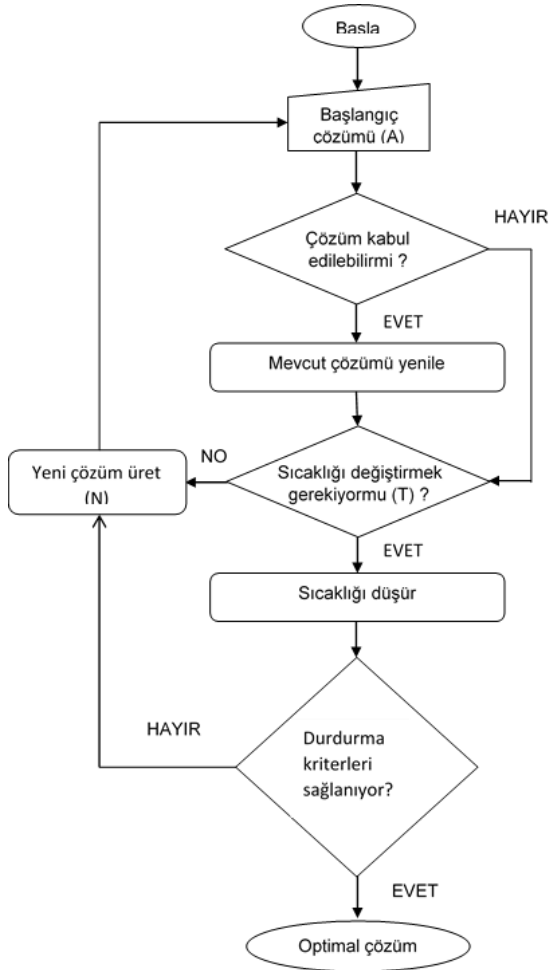 Başla
Başlangıç
çözümü (A)
HAYIR
Çözüm kabul
edilebilirmi ?
EVET
Mevcut çözümü yenile
NO
Yeni çözüm üret
(N)
Sıcaklığı değiştirmek
gerekiyormu (T) ?
EVET
Sıcaklığı düşür
HAYIR
Durdurma
kriterleri
sağlanıyor?
EVET
Optimal çözüm